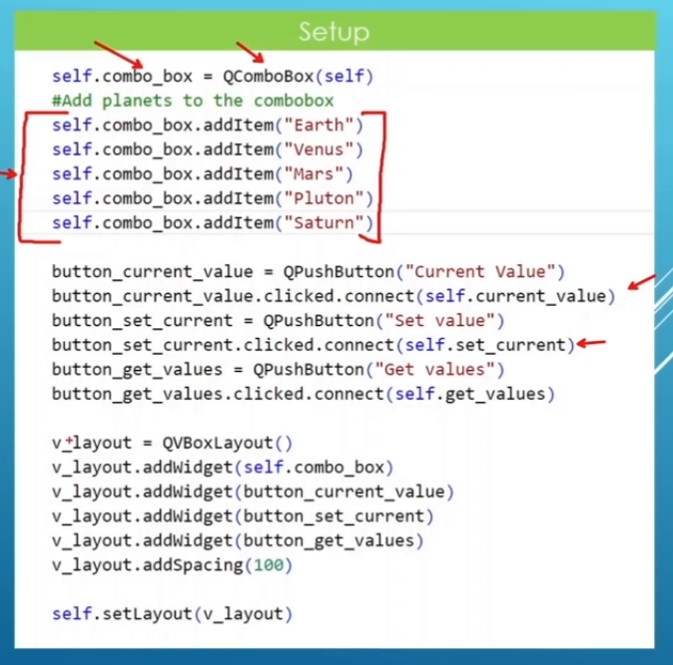 Setup
self.combo_box = QComboBox(self)
#Add planets to the combobox
self.combo_box.addItem("Earth")
self.combo_box.addItem("Venus")
self.combo_box.addItem("Mars")
self.combo_box.addItem("Pluton")
self.combo_box.addItem("Saturn")
button_current_value = QPushButton("Current Value")
button_current_value.clicked.connect(self.current_value)
button_set_current = QPushButton("Set value")
button_set_current.clicked.connect(self.set_current)
button_get_values = QPushButton("Get values")
button_get_values.clicked.connect(self.get_values)
v_layout = QVBoxLayout()
v_layout.addWidget(self.combo_box)
v_layout.addWidget(button_current_value)
v_layout.addWidget(button_set_current)
v_layout.addWidget(button_get_values)
v_layout.addSpacing(100)
self.setLayout(v_layout)